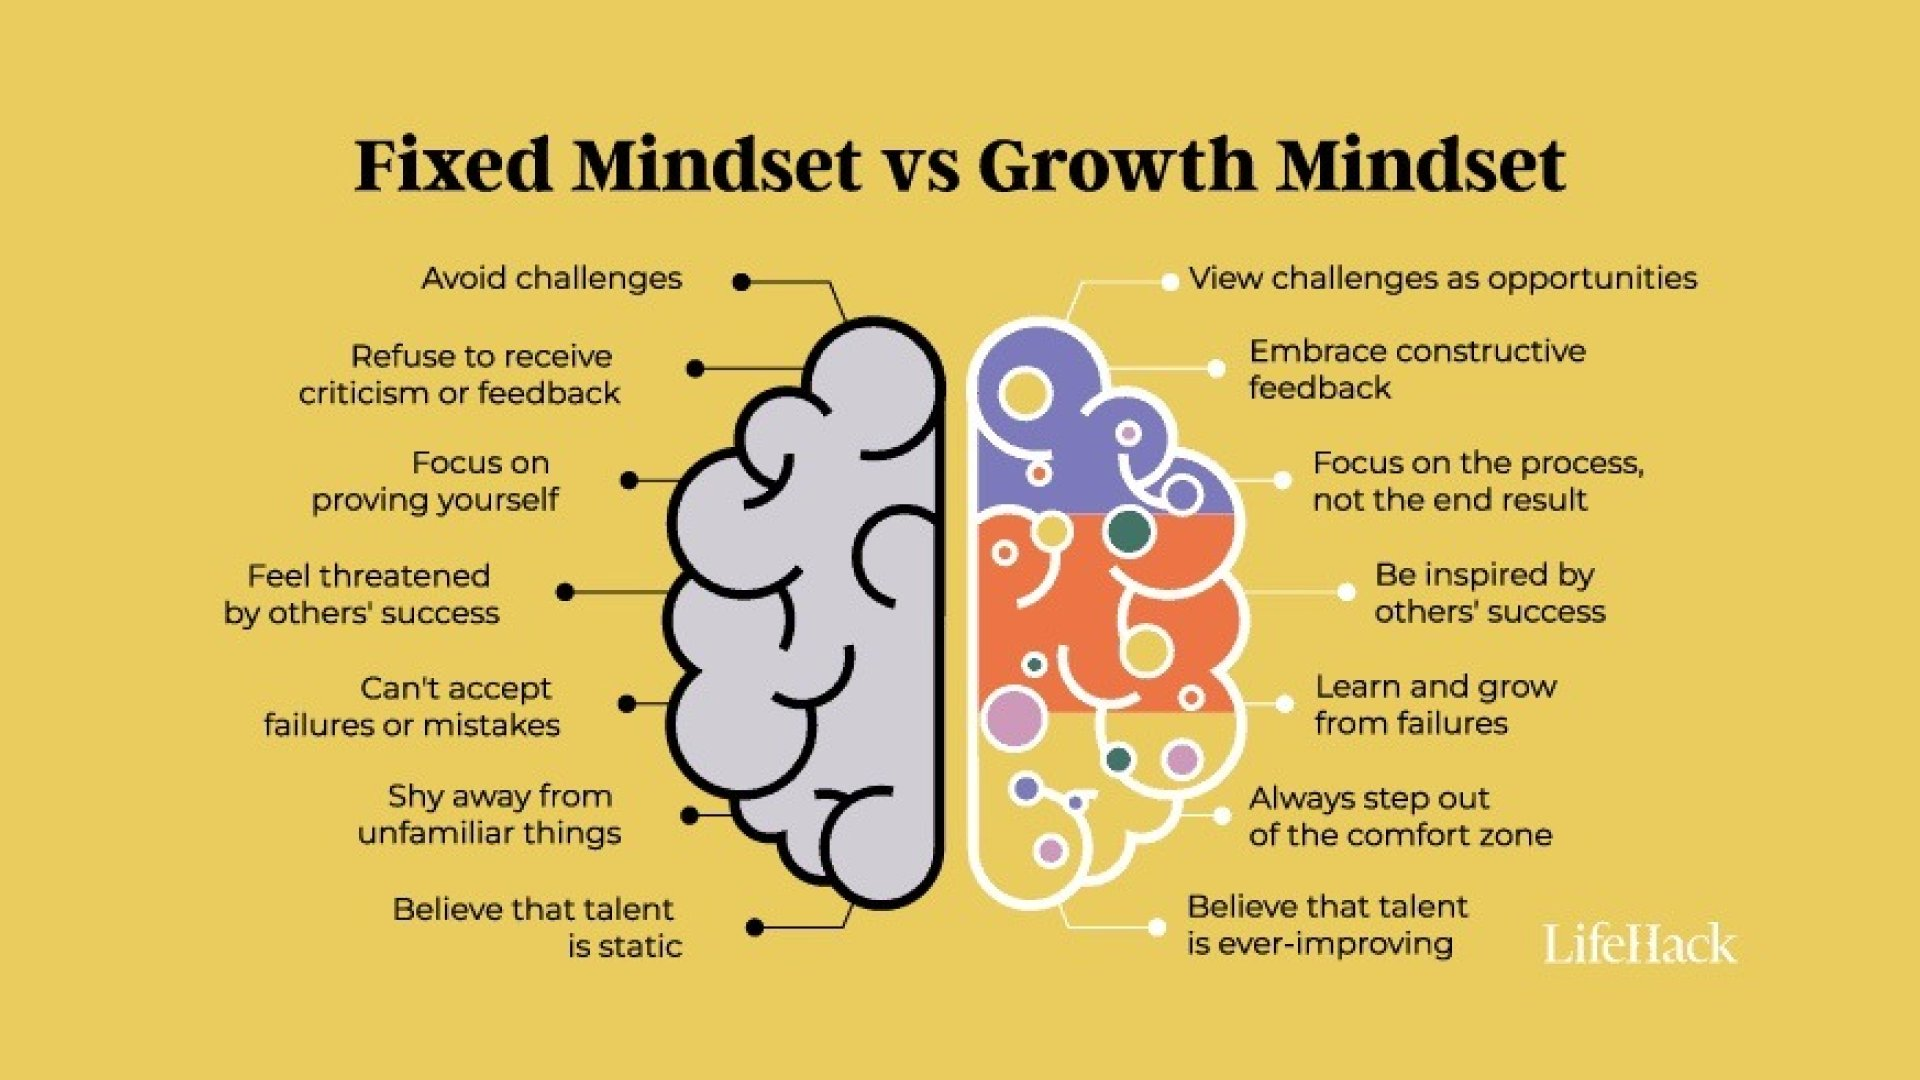 Fixed Mindset vs Growth Mindset
Avoid challenges
Refuse to receive
criticism or feedback
Focus on
proving yourself
Feel threatened
by others' success
Can't accept
failures or mistakes
Shy away from
unfamiliar things
Believe that talent
is static
View challenges as opportunities
Embrace constructive
feedback
Focus on the process,
not the end result
Be inspired by
others' success
Learn and grow
from failures
Always step out
of the comfort zone
Believe that talent
is ever-improving
LifeHack